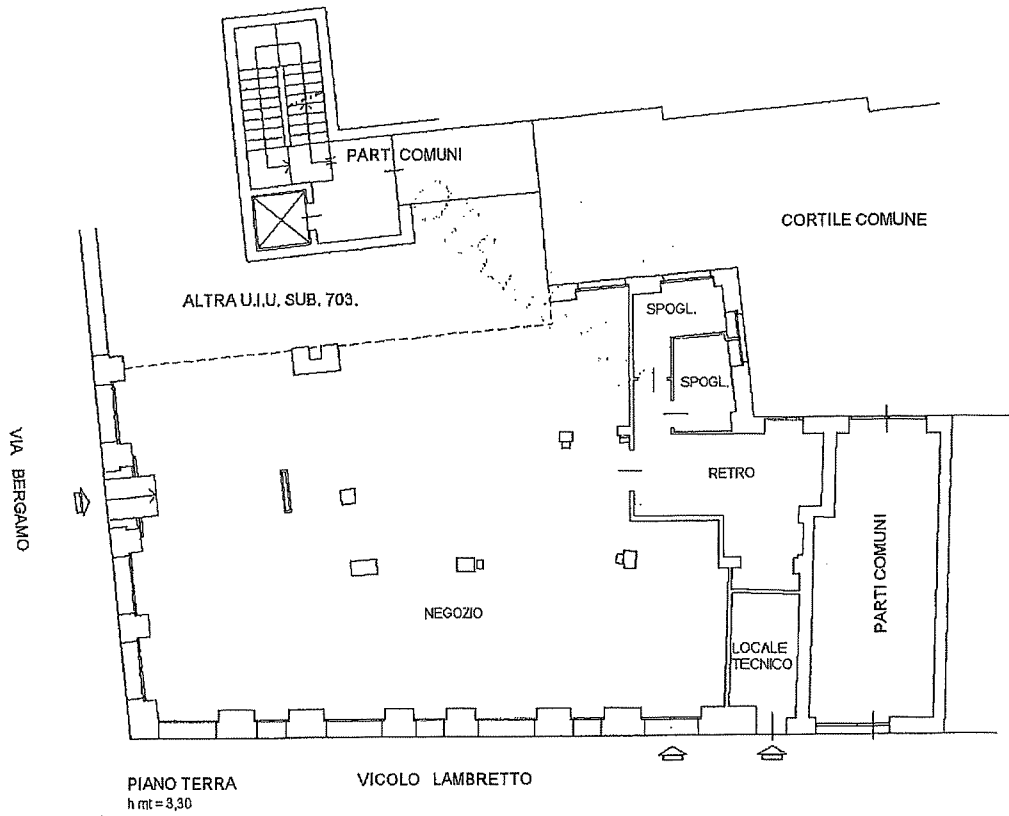 PARTI COMUNI
CORTILE COMUNE
ALTRA U.I.U. SUB. 703.
SPOGL.
SPOGL.
VIA BERGAMO
RETRO
PARTI COMUNI
NEGOZIO
LOCALE
TECNICO
PIANO TERRA
h mt = 3,30
VICOLO LAMBRETTO